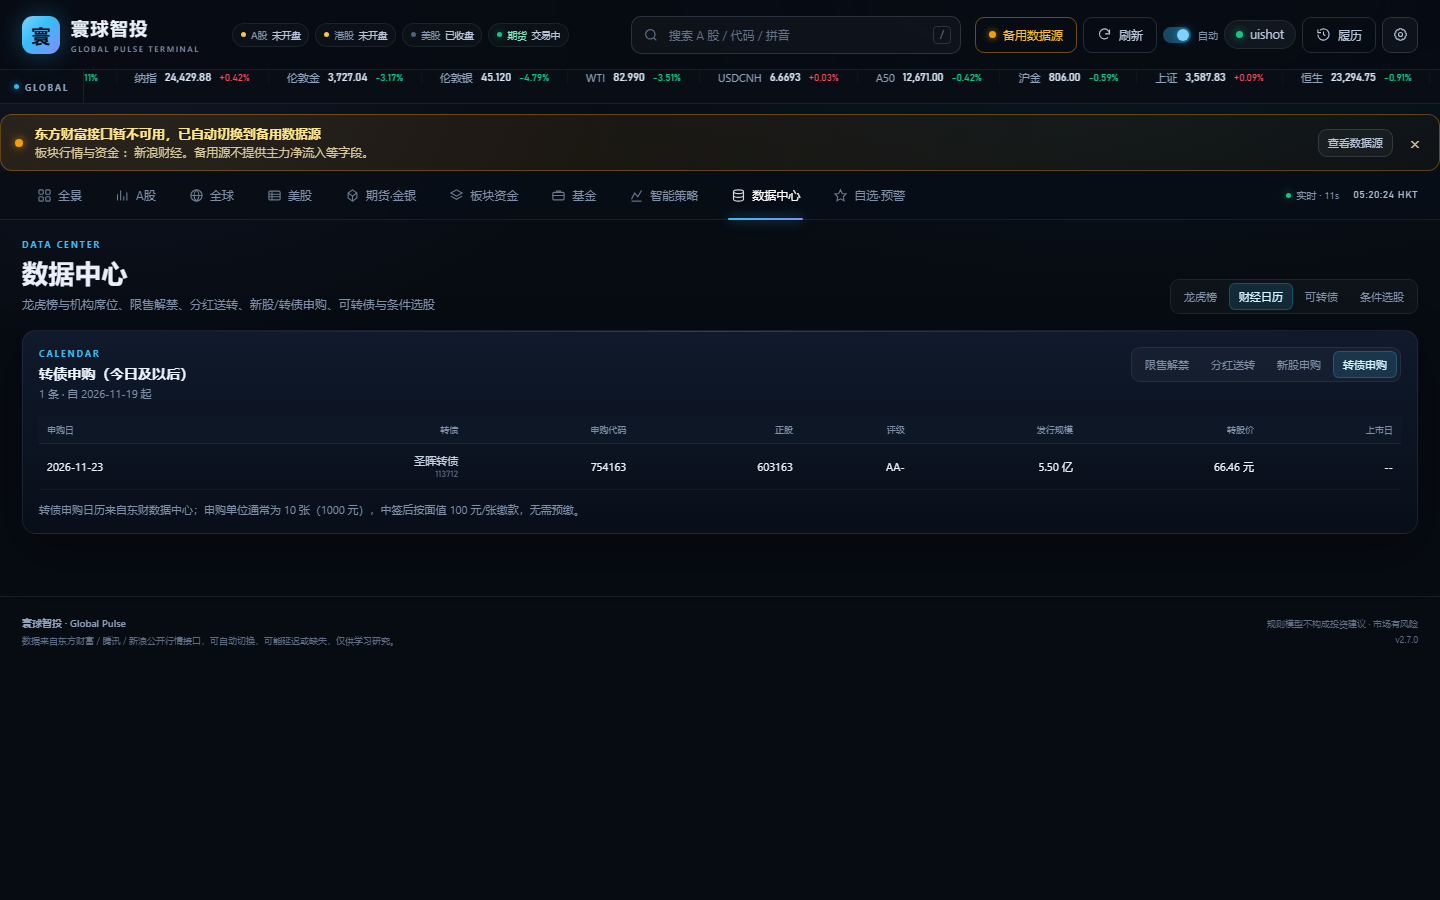 寰 寰球智投
GLOBAL PULSE TERMINAL
A股 未开盘 港股 未开盘 美股 已收盘 期货 交易中
搜索 A 股 / 代码 / 拼音 /
备用数据源 刷新 自动 uishot 履历
GLOBAL 11% 纳指 24,429.88 +0.42% 伦敦金 3,727.04 -3.17% 伦敦银 45.120 -4.79% WTI 82.990 -3.51% USDCNH 6.6693 +0.03% A50 12,671.00 -0.42% 沪金 806.00 -0.59% 上证 3,587.83 +0.09% 恒生 23,294.75 -0.91%
东方财富接口暂不可用，已自动切换到备用数据源
板块行情与资金 ：新浪财经。备用源不提供主力净流入等字段。
查看数据源 ×
全景 A股 全球 美股 期货·金银 板块资金 基金 智能策略 数据中心 自选·预警 实时 · 11s 05:20:24 HKT
DATA CENTER
数据中心
龙虎榜与机构席位、限售解禁、分红送转、新股/转债申购、可转债与条件选股
龙虎榜 财经日历 可转债 条件选股
CALENDAR
转债申购（今日及以后）
1 条 · 自 2026-11-19 起
限售解禁 分红送转 新股申购 转债申购
申购日 转债 申购代码 正股 评级 发行规模 转股价 上市日
2026-11-23 圣晖转债 754163 603163 AA- 5.50 亿 66.46 元 --
113712
转债申购日历来自东财数据中心；申购单位通常为 10 张（1000 元），中签后按面值 100 元/张缴款，无需预缴。
寰球智投 · Global Pulse
数据来自东方财富 / 腾讯 / 新浪公开行情接口，可自动切换，可能延迟或缺失，仅供学习研究。
规则模型不构成投资建议 · 市场有风险
v2.7.0